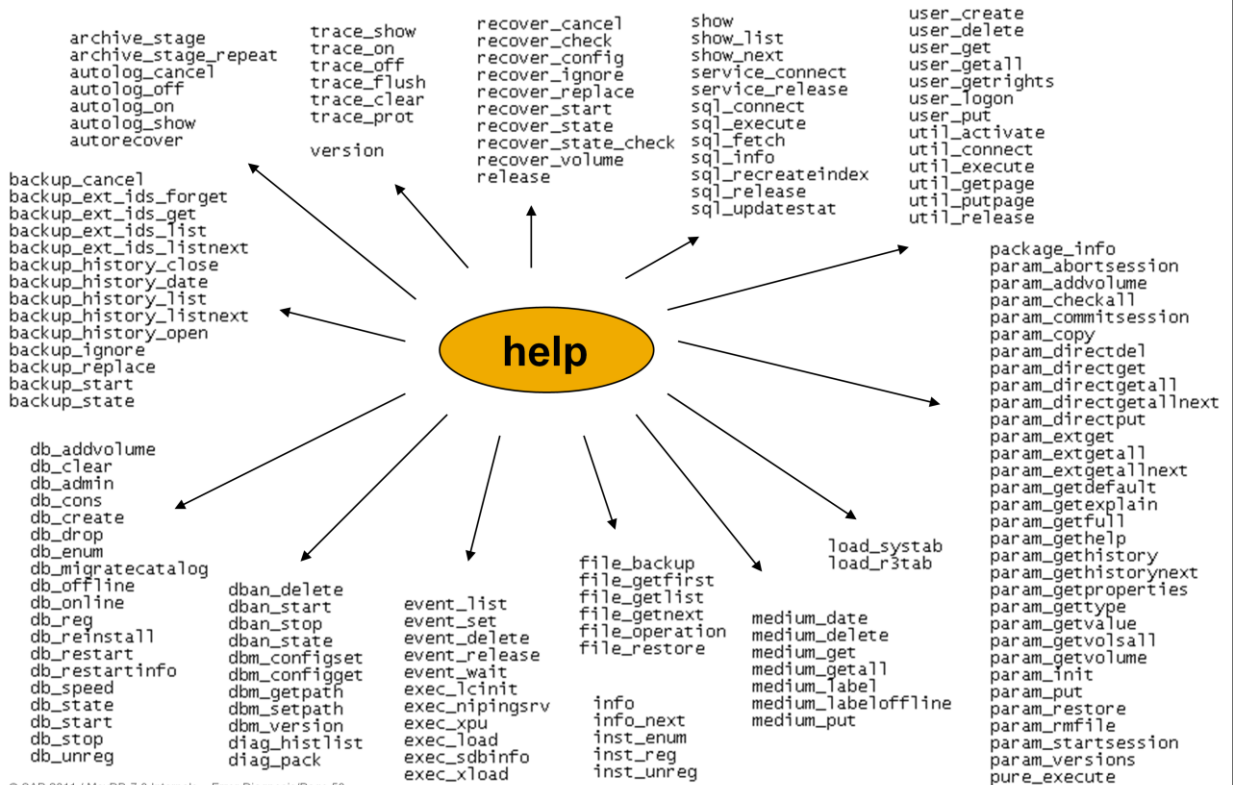 archive_stage
archive_stage_repeat
autolog_cancel
autolog_off
autolog_on
autolog_show
autorecover
trace_show
trace_on
trace_off
trace_flush
trace_clear
trace_prot
version
recover_cancel
recover_check
recover_config
recover_ignore
recover_replace
recover_start
recover_state
recover_state_check
recover_volume
release
show
show_list
show_next
service_connect
service_release
sql_connect
sql_execute
sql_fetch
sql_info
sql_recreateindex
sql_release
sql_updatestat
user_create
user_delete
user_get
user_getall
user_getrights
user_logon
user_put
util_activate
util_connect
util_execute
util_getpage
util_putpage
util_release
backup_cancel
backup_ext_ids_forget
backup_ext_ids_get
backup_ext_ids_list
backup_ext_ids_listnext
backup_history_close
backup_history_date
backup_history_list
backup_history_listnext
backup_history_open
backup_ignore
backup_replace
backup_start
backup_state
help
package_info
param_abortsession
param_addvolume
param_checkall
param_commitsession
param_copy
param_directdel
param_directget
param_directgetall
param_directgetallnext
param_directput
param_extget
param_extgetall
param_extgetallnext
param_getdefault
param_getexplain
param_getfull
param_gethelp
param_gethistory
param_gethistorynext
param_getproperties
param_gettype
param_getvalue
param_getvolsall
param_getvolume
param_init
param_put
param_restore
param_rmfile
param_startsession
param_versions
pure_execute
db_addvolume
db_clear
db_admin
db_cons
db_create
db_drop
db_enum
db_migratecatalog
db_offline
db_online
db_reg
db_reinstall
db_restart
db_restartinfo
db_speed
db_state
db_start
db_stop
db_unreg
dban_delete
dban_start
dban_stop
dban_state
dbm_configset
dbm_configget
dbm_getpath
dbm_setpath
dbm_version
diag_histlist
diag_pack
event_list
event_set
event_delete
event_release
event_wait
exec_lcinit
exec_nipingsrv
exec_xpu
exec_load
exec_sdbinfo
exec_xload
file_backup
file_getfirst
file_getlist
file_getnext
file_operation
file_restore
info
info_next
inst_enum
inst_reg
inst_unreg
medium_date
medium_delete
medium_get
medium_getall
medium_label
medium_labeloffline
medium_put
load_systab
load_r3tab